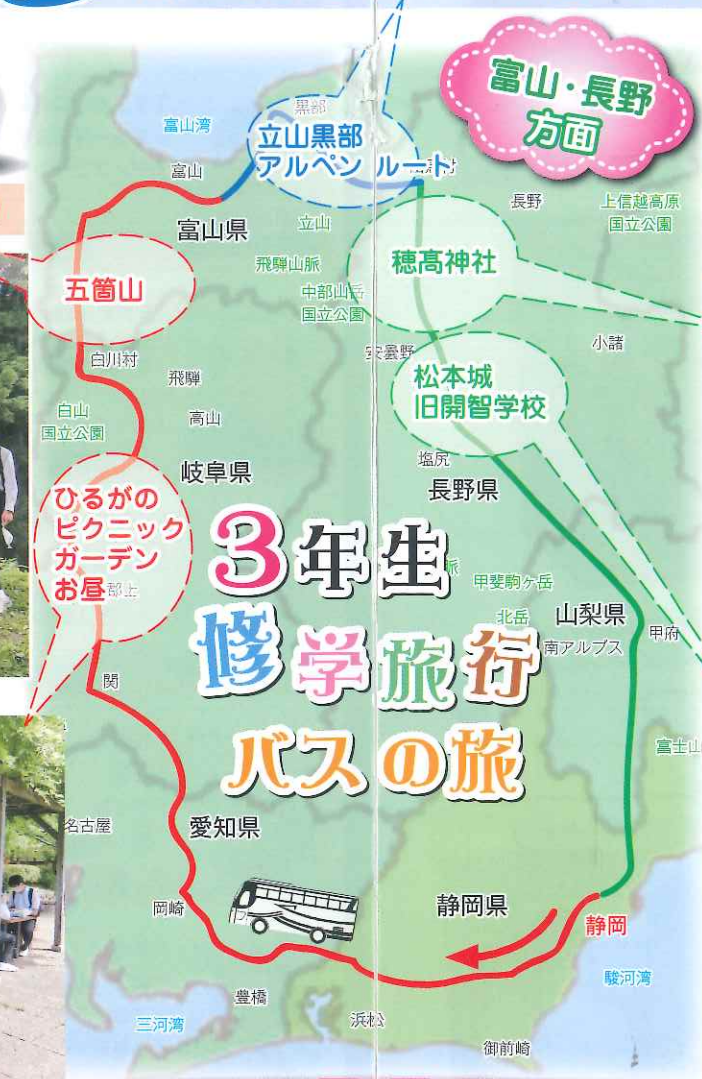 富山・長野
方面
富山湾
黒部
立山黒部
アルペン ルート
富山
富山県
立山
長野
上信越高原
国立公園
飛騨山脈
中部山岳
国立公園
穂髙神社
五箇山
白川村
飛騨
安曇野
小諸
松本城
旧開智学校
白山
国立公園
高山
塩尻
岐阜県
長野県
ひるがの
ピクニック
ガーデン
お昼
郡上
3年生
修学旅行
バスの旅
甲斐駒ヶ岳
北岳
山梨県
南アルプス
甲府
関
富士山
名古屋
愛知県
岡崎
静岡県
静岡
駿河湾
豊橋
浜松
三河湾
御前崎